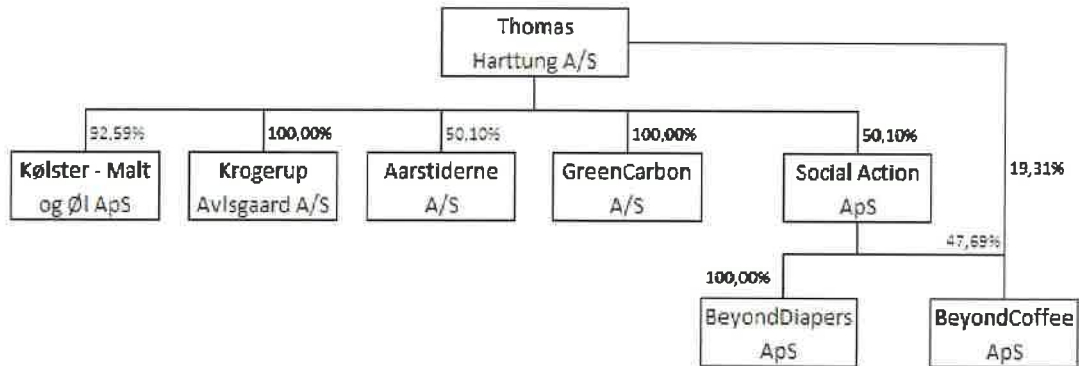 Thomas
Harttung A/S
92,59%
100,00%
50,10%
100,00%
50,10%
19,31%
Kølster - Malt
og Øl ApS
Krogerup
Avlsgaard A/S
Aarstiderne
A/S
GreenCarbon
A/S
Social Action
ApS
47,69%
100,00%
BeyondDiapers
ApS
BeyondCoffee
ApS